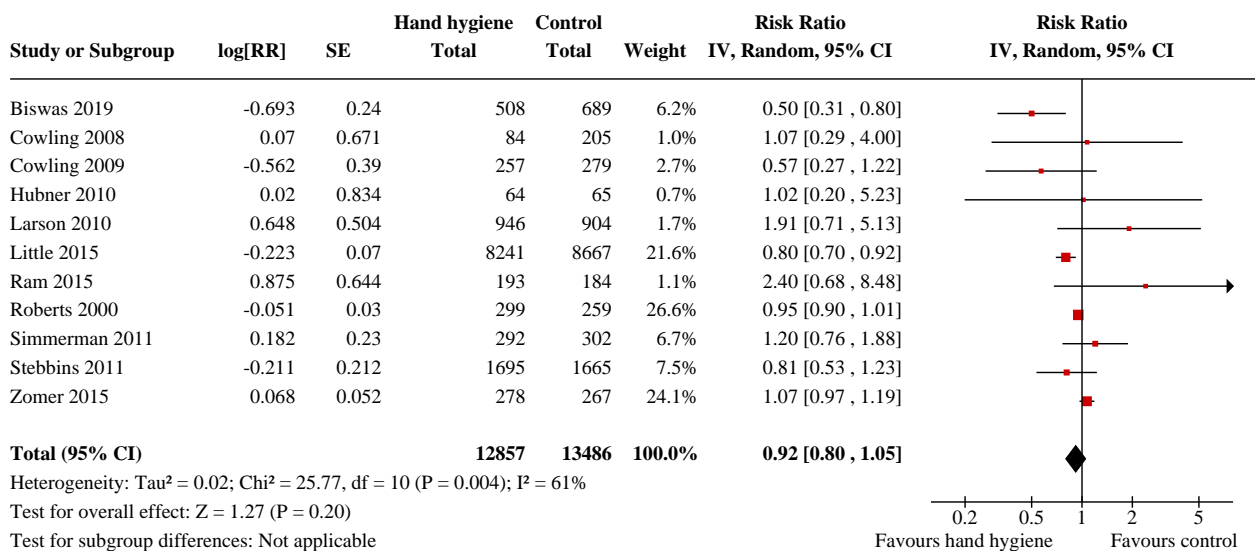 Hand hygiene Control Risk Ratio Risk Ratio
Study or Subgroup log[RR] SE Total Total Weight IV, Random, 95% CI IV, Random, 95% CI
Biswas 2019 -0.693 0.24 508 689 6.2% 0.50 [0.31 , 0.80]
Cowling 2008 0.07 0.671 84 205 1.0% 1.07 [0.29 , 4.00]
Cowling 2009 -0.562 0.39 257 279 2.7% 0.57 [0.27 , 1.22]
Hubner 2010 0.02 0.834 64 65 0.7% 1.02 [0.20 , 5.23]
Larson 2010 0.648 0.504 946 904 1.7% 1.91 [0.71 , 5.13]
Little 2015 -0.223 0.07 8241 8667 21.6% 0.80 [0.70 , 0.92]
Ram 2015 0.875 0.644 193 184 1.1% 2.40 [0.68 , 8.48]
Roberts 2000 -0.051 0.03 299 259 26.6% 0.95 [0.90 , 1.01]
Simmerman 2011 0.182 0.23 292 302 6.7% 1.20 [0.76 , 1.88]
Stebbins 2011 -0.211 0.212 1695 1665 7.5% 0.81 [0.53 , 1.23]
Zomer 2015 0.068 0.052 278 267 24.1% 1.07 [0.97 , 1.19]
Total (95% CI) 12857 13486 100.0% 0.92 [0.80 , 1.05]
Heterogeneity: Tau² = 0.02; Chi² = 25.77, df = 10 (P = 0.004); I² = 61%
Test for overall effect: Z = 1.27 (P = 0.20)
0.2 0.5 1 2 5
Test for subgroup differences: Not applicable
Favours hand hygiene Favours control